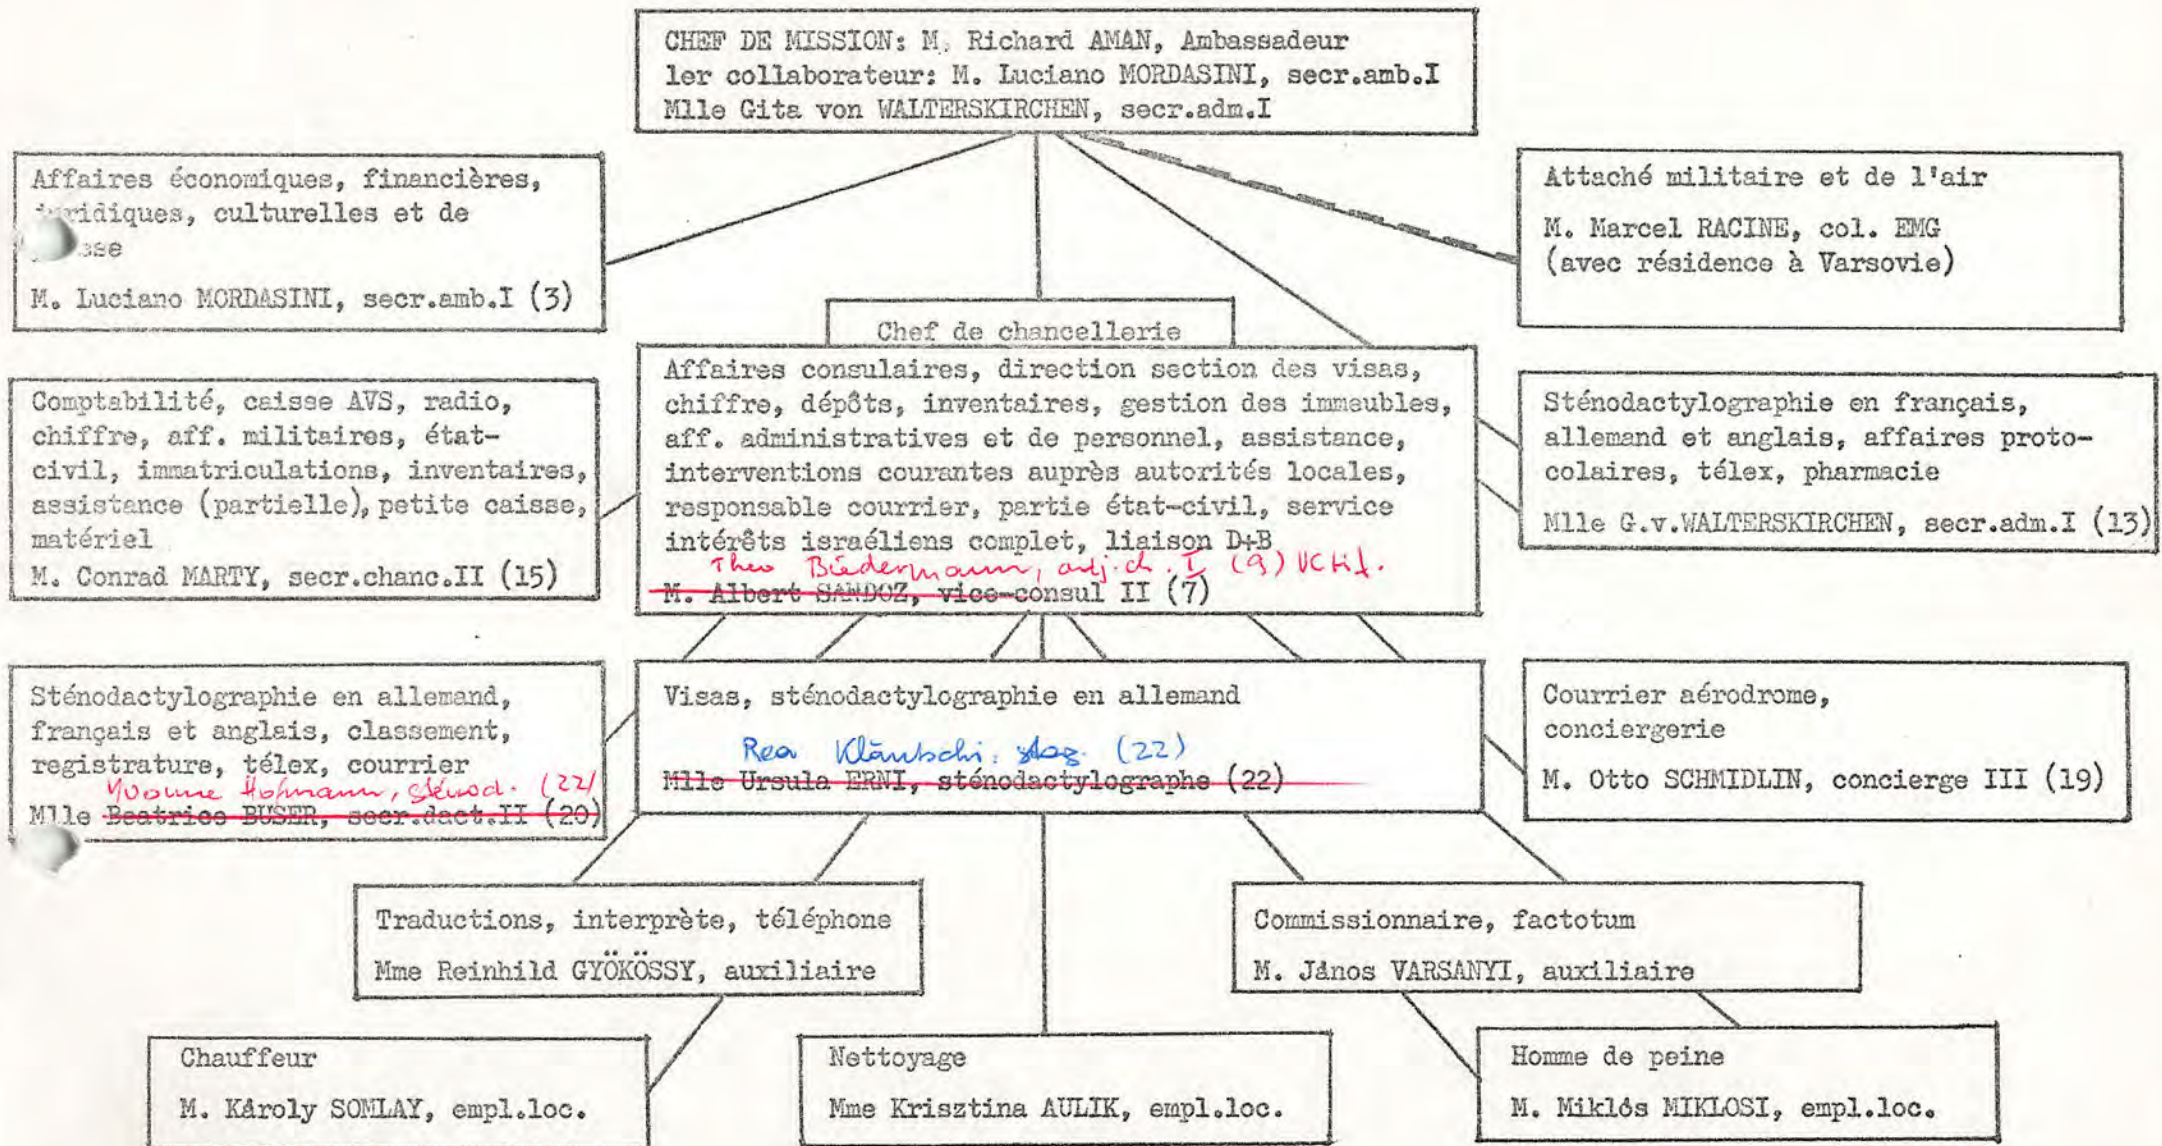 CHEF DE MISSION: M. Richard AMAN, Ambassadeur
1er collaborateur: M. Luciano MORDASINI, secr.amb.I
Mlle Gita von WALTERSKIRCHEN, secr.adm.I
Affaires économiques, financières,
culturelles et de
M. Luciano MORDASINI, secr.amb.I (3)
Attaché militaire et de l'air
M. Marcel RACINE, col. EMG
(avec résidence à Varsovie)
Chef de chancellerie
Affaires consulaires, direction section des visas,
chiffre, dépôts, inventaires, gestion des immeubles,
aff. administratives et de personnel, assistance,
interventions courantes auprès autorités locales,
responsable courrier, partie état-civil, service
intérêts israéliens complet, liaison D+B
Theo Biedermann, adj.ch. I (9)
M. Albert SANDOZ, vice-consul II (7)
Comptabilité, caisse AVS, radio,
chiffre, aff. militaires, état-
civil, immatriculations, inventaires,
assistance (partielle), petite caisse,
matériel
M. Conrad MARTY, secr.chanc.II (15)
Sténodactylographie en français,
allemand et anglais, affaires proto-
colaires, télex, pharmacie
Mlle G.v.WALTERSKIRCHEN, secr.adm.I (13)
Sténodactylographie en allemand,
français et anglais, classement,
registrature, télex, courrier
Yvonne Hofmann, sténod. (22)
Mlle Beatrice BUSER, secr.dact.II (20)
Visas, sténodactylographie en allemand
Rea stag. (22)
Mlle Ursula ERNI, sténodactylographe (22)
Courrier aérodrome,
conciergerie
M. Otto SCHMIDLIN, concierge III (19)
Traductions, interprète, téléphone
Mme Reinhild GYÖKÖSSY, auxiliaire
Commissionnaire, factotum
M. János VARSANYI, auxiliaire
Chauffeur
M. Károly SOMLAY, empl.loc.
Nettoyage
Mme Krisztina AULIK, empl.loc.
Homme de peine
M. Miklós MIKLOSI, empl.loc.